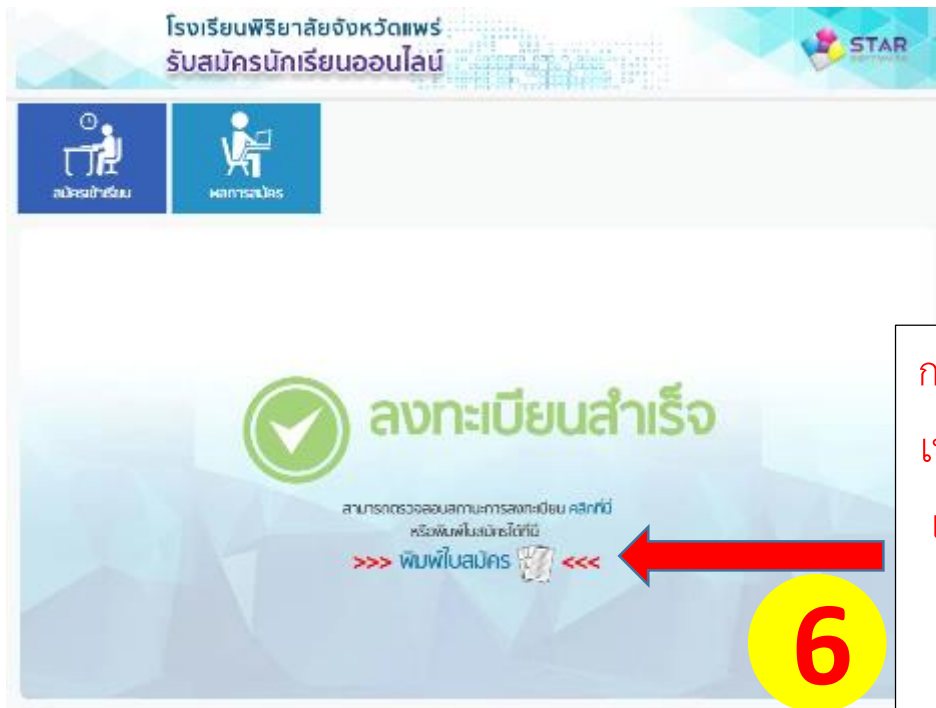 โรงเรียนพิริยาลัยจังหวัดแพร่
รับสมัครนักเรียนออนไลน์
STAR
สมัครเข้าเรียน
ผลการสมัคร
ลงทะเบียนสำเร็จ
สามารถตรวจสอบสถานะการลงทะเบียน คลิกที่นี่
หรือพิมพ์ใบสมัครได้ที่นี่
>>> พิมพ์ใบสมัคร <<<
6